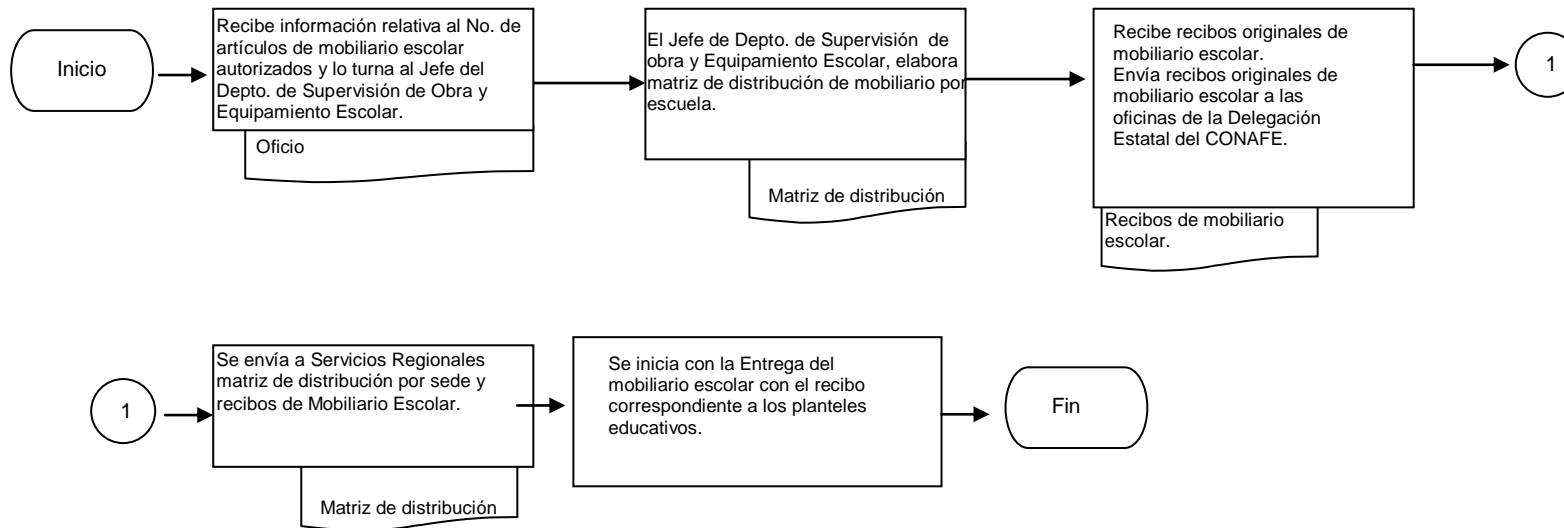 Inicio
Recibe información relativa al No. de
artículos de mobiliario escolar
autorizados y lo turna al Jefe del
Depto. de Supervisión de Obra y
Equipamiento Escolar.
Oficio
El Jefe de Depto. de Supervisión de
obra y Equipamiento Escolar, elabora
matriz de distribución de mobiliario por
escuela.
Matriz de distribución
Recibe recibos originales de
mobiliario escolar.
Envía recibos originales de
mobiliario escolar a las
oficinas de la Delegación
Estatal del CONAFE.
Recibos de mobiliario
escolar.
1
1
Se envía a Servicios Regionales
matriz de distribución por sede y
recibos de Mobiliario Escolar.
Matriz de distribución
Se inicia con la Entrega del
mobiliario escolar con el recibo
correspondiente a los planteles
educativos.
Fin